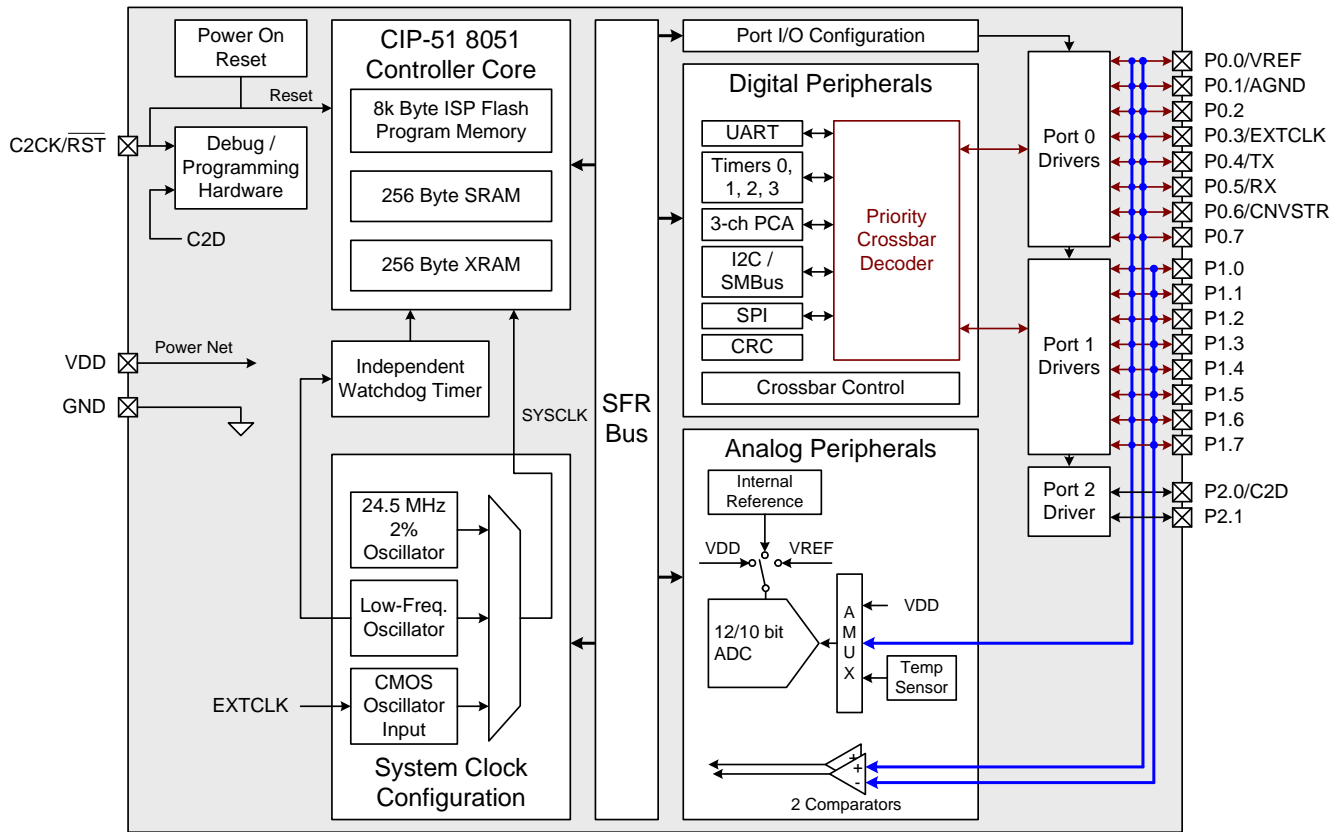 Power On
Reset
Reset
C2CK/RST
Debug /
Programming
Hardware
C2D
VDD
Power Net
GND
CIP-51 8051
Controller Core
8k Byte ISP Flash
Program Memory
256 Byte SRAM
256 Byte XRAM
Independent
Watchdog Timer
SYSCLK
24.5 MHz
2%
Oscillator
Low-Freq.
Oscillator
EXTCLK
CMOS
Oscillator
Input
System Clock
Configuration
SFR
Bus
Port I/O Configuration
Digital Peripherals
UART
Timers 0,
1, 2, 3
3-ch PCA
I2C /
SMBus
SPI
CRC
Priority
Crossbar
Decoder
Crossbar Control
Analog Peripherals
Internal
Reference
VDD
VREF
12/10 bit
ADC
A
M
U
X
VDD
Temp
Sensor
+
+
-
2 Comparators
Port 0
Drivers
Port 1
Drivers
Port 2
Driver
P0.0/VREF
P0.1/AGND
P0.2
P0.3/EXTCLK
P0.4/TX
P0.5/RX
P0.6/CNVSTR
P0.7
P1.0
P1.1
P1.2
P1.3
P1.4
P1.5
P1.6
P1.7
P2.0/C2D
P2.1